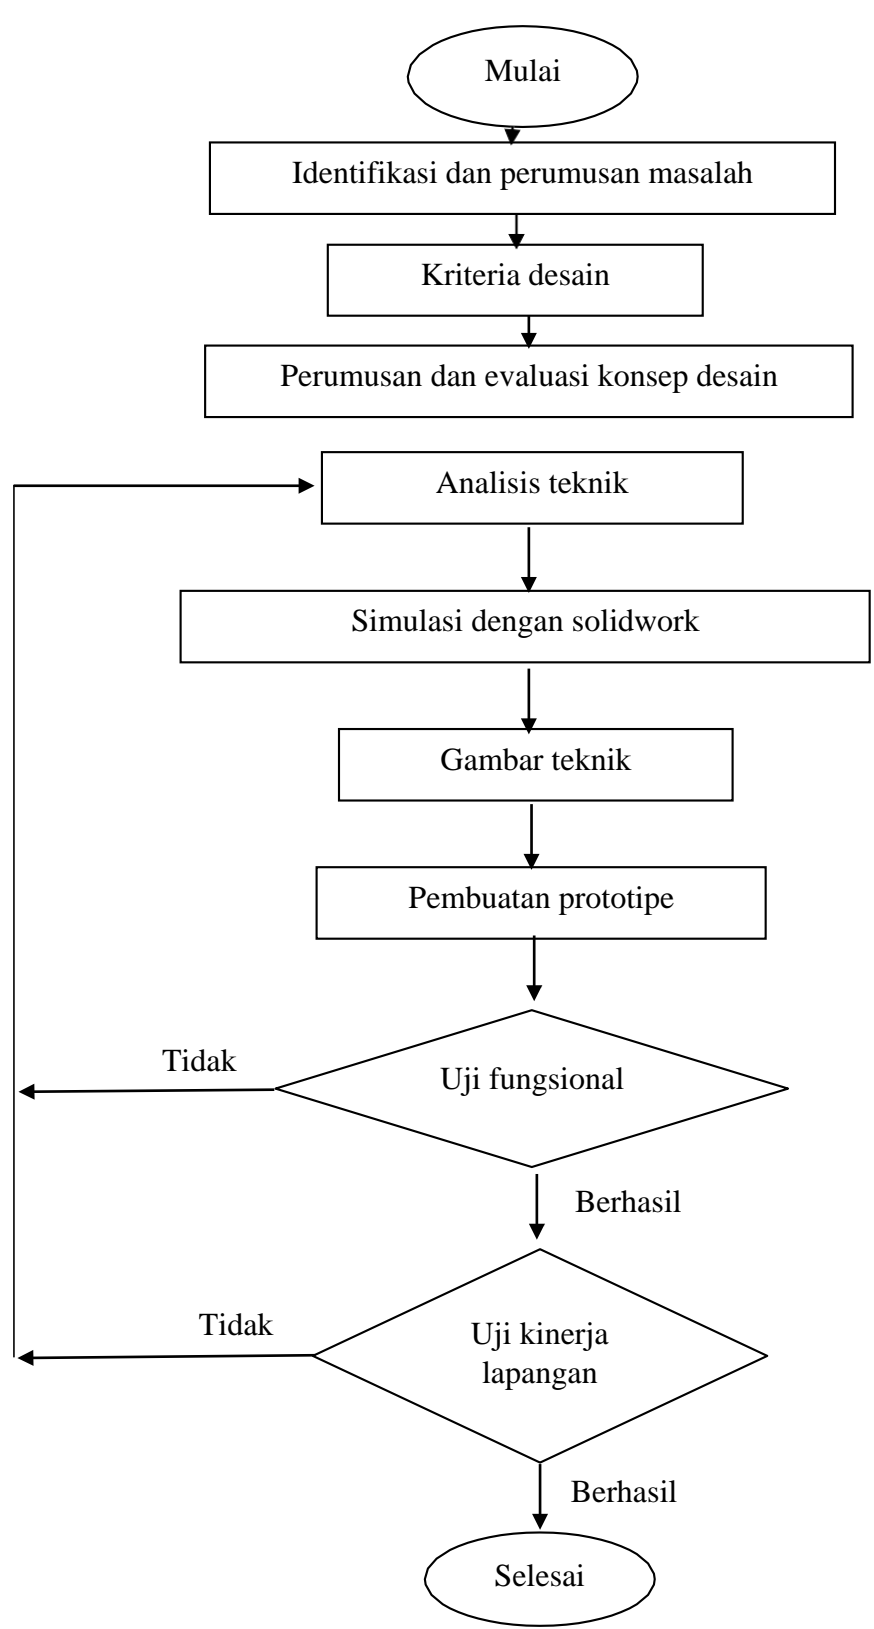 Mulai
Identifikasi dan perumusan masalah
Kriteria desain
Perumusan dan evaluasi konsep desain
Analisis teknik
Simulasi dengan solidwork
Gambar teknik
Pembuatan prototipe
Tidak
Uji fungsional
Berhasil
Tidak
Uji kinerja
lapangan
Berhasil
Selesai